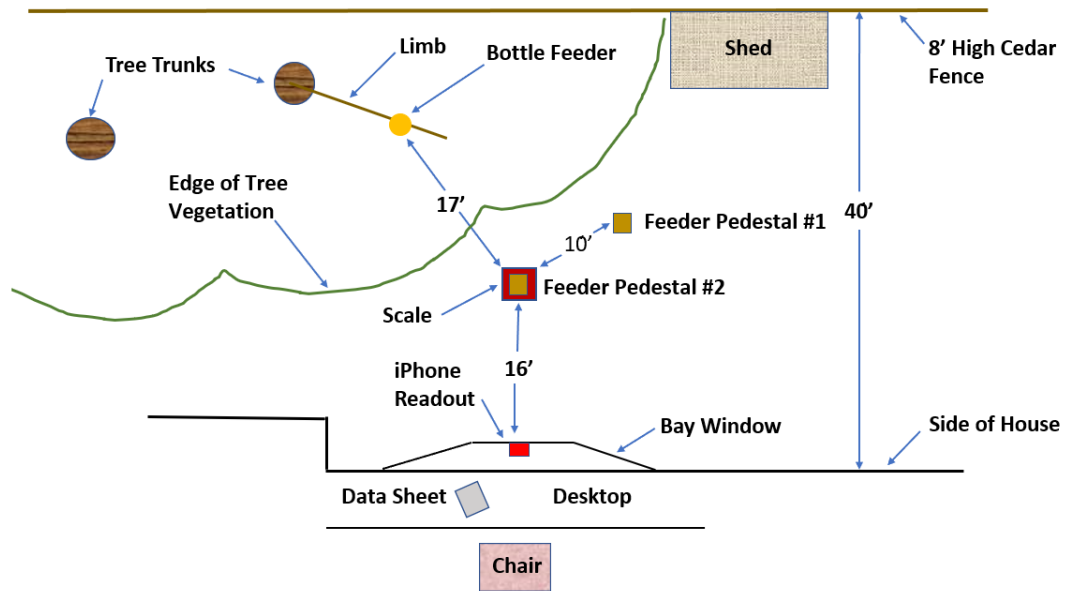 Shed
8’ High Cedar
Fence
Limb
Bottle Feeder
Tree Trunks
Edge of Tree
Vegetation
17’
40’
Feeder Pedestal #1
10’
Feeder Pedestal #2
Scale
16’
iPhone
Readout
Bay Window
Side of House
Data Sheet
Desktop
Chair